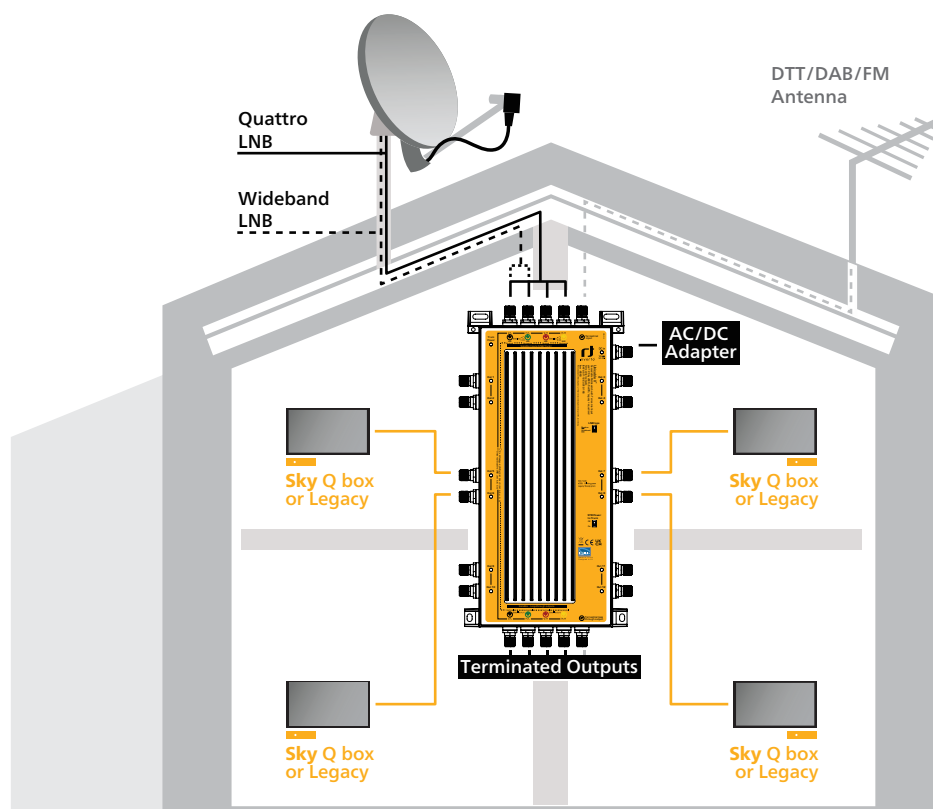 DTT/DAB/FM
Antenna
Quattro
LNB
Wideband
LNB
AC/DC
Adapter
Sky Q box
or Legacy
Sky Q box
or Legacy
Terminated Outputs
Sky Q box
or Legacy
Sky Q box
or Legacy